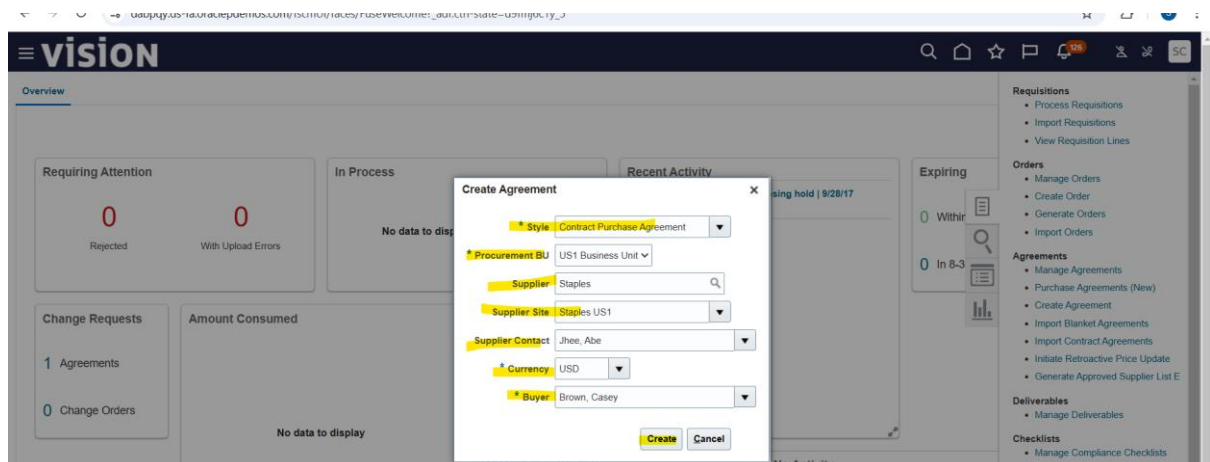 vision
126
SC
Overview
Requiring Attention
0
Rejected
0
With Upload Errors
In Process
No data to disp
Recent Activity
sing hold | 9/28/17
Expiring
0 Within
0 In 8-3
Change Requests
1 Agreements
0 Change Orders
Amount Consumed
No data to display
Create Agreement
* Style Contract Purchase Agreement
* Procurement BU US1 Business Unit
Supplier Staples
Supplier Site Staples US1
Supplier Contact Jhee, Abe
* Currency USD
* Buyer Brown, Casey
Create Cancel
Requisitions
Process Requisitions
Import Requisitions
View Requisition Lines
Orders
Manage Orders
Create Order
Generate Orders
Import Orders
Agreements
Manage Agreements
Purchase Agreements (New)
Create Agreement
Import Blanket Agreements
Import Contract Agreements
Initiate Retroactive Price Update
Generate Approved Supplier List E
Deliverables
Manage Deliverables
Checklists
Manage Compliance Checklists